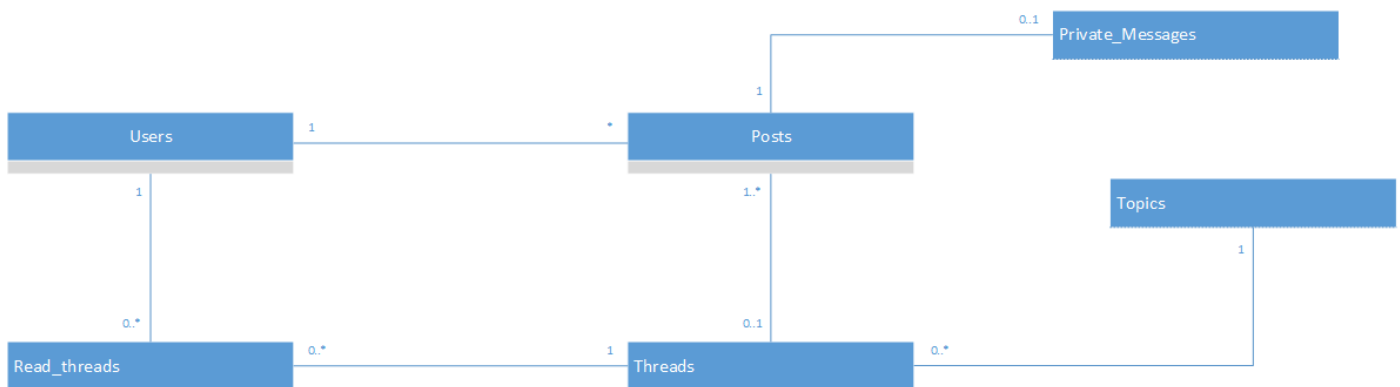 0..1
Private_Messages
1
Users
1
*
Posts
1
1..*
Topics
1
0..*
0..1
Read_threads
0..*
1
Threads
0..*